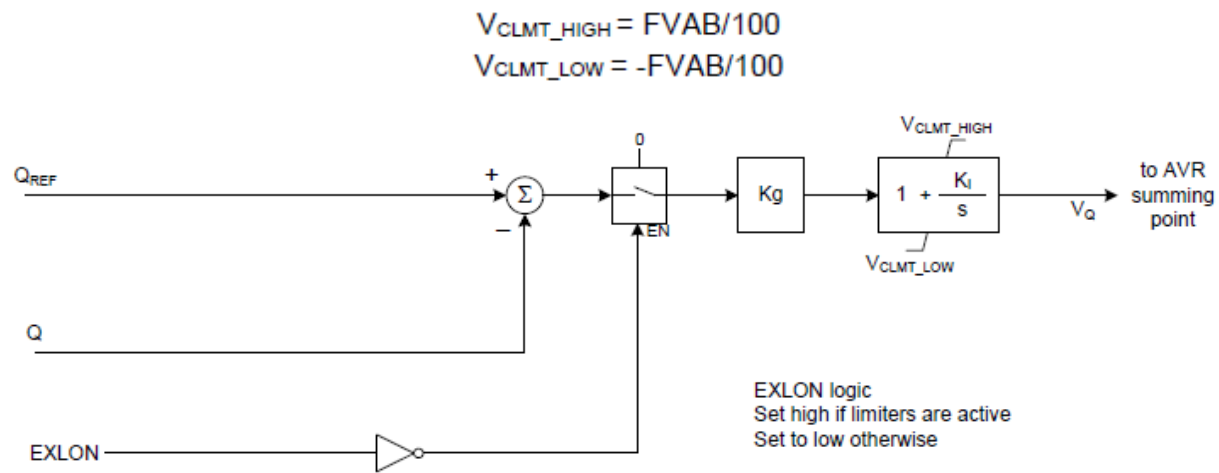 VCLMT_HIGH = FVAB/100
VCLMT_LOW = -FVAB/100
VCLMT_HIGH
0
to AVR
summing
point
QREF
+
Σ
Kg
1 + KI/s
VQ
−
EN
VCLMT_LOW
Q
EXLON logic
Set high if limiters are active
Set to low otherwise
EXLON